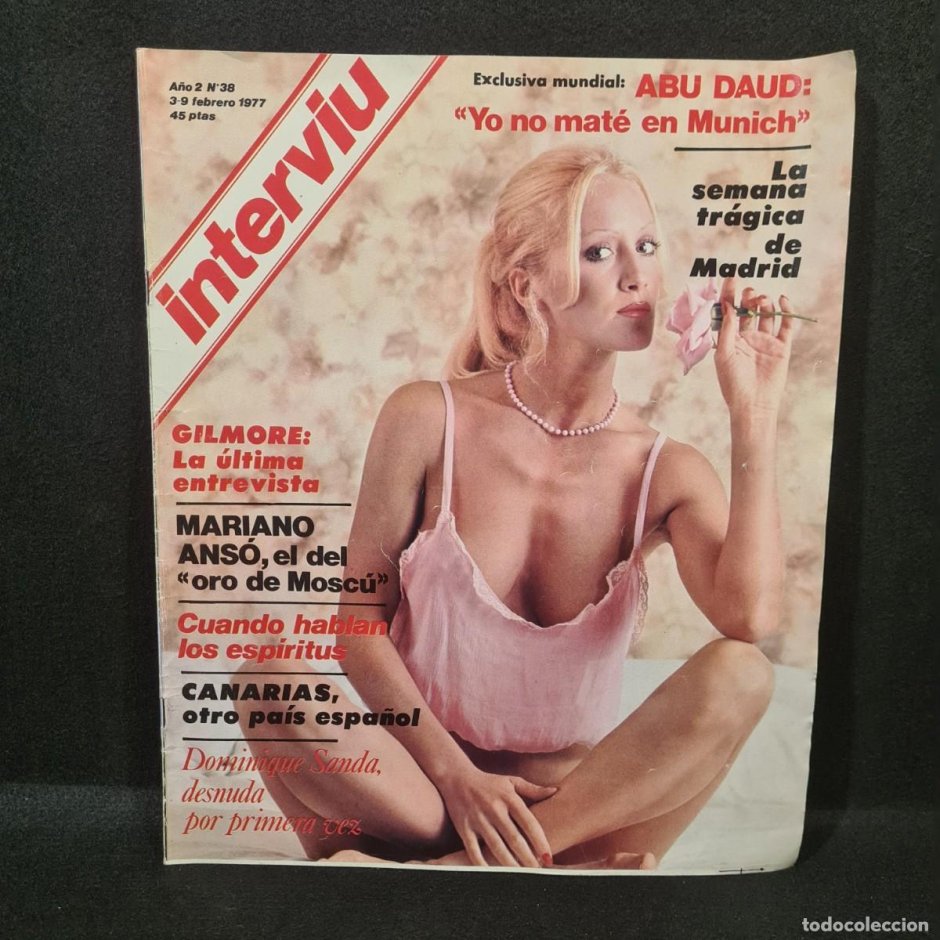 Año 2 N.º 38
3-9 febrero 1977
45 ptas
interviu
Exclusiva mundial: ABU DAUD:
«Yo no maté en Munich»
La
semana
trágica
de
Madrid
GILMORE:
La última
entrevista
MARIANO
ANSÓ, el del
“oro de Moscú”
Cuando hablan
los espíritus
CANARIAS,
otro país español
Dominique Sanda,
desnuda
por primera vez
todocoleccion